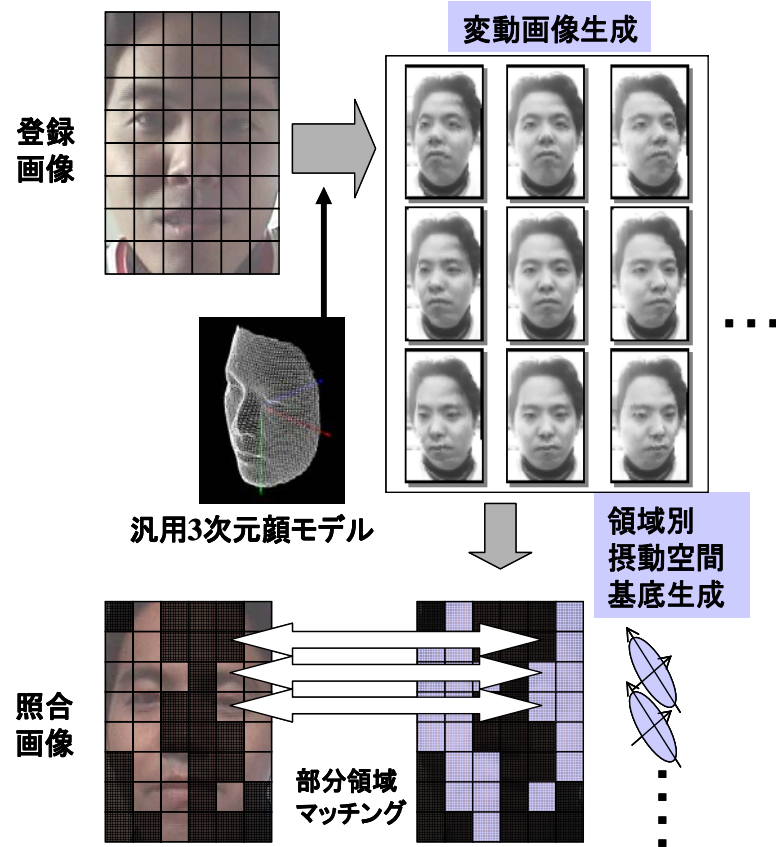 変動画像生成
登録
画像
汎用3次元顔モデル
領域別
摂動空間
基底生成
照合
画像
部分領域
マッチング